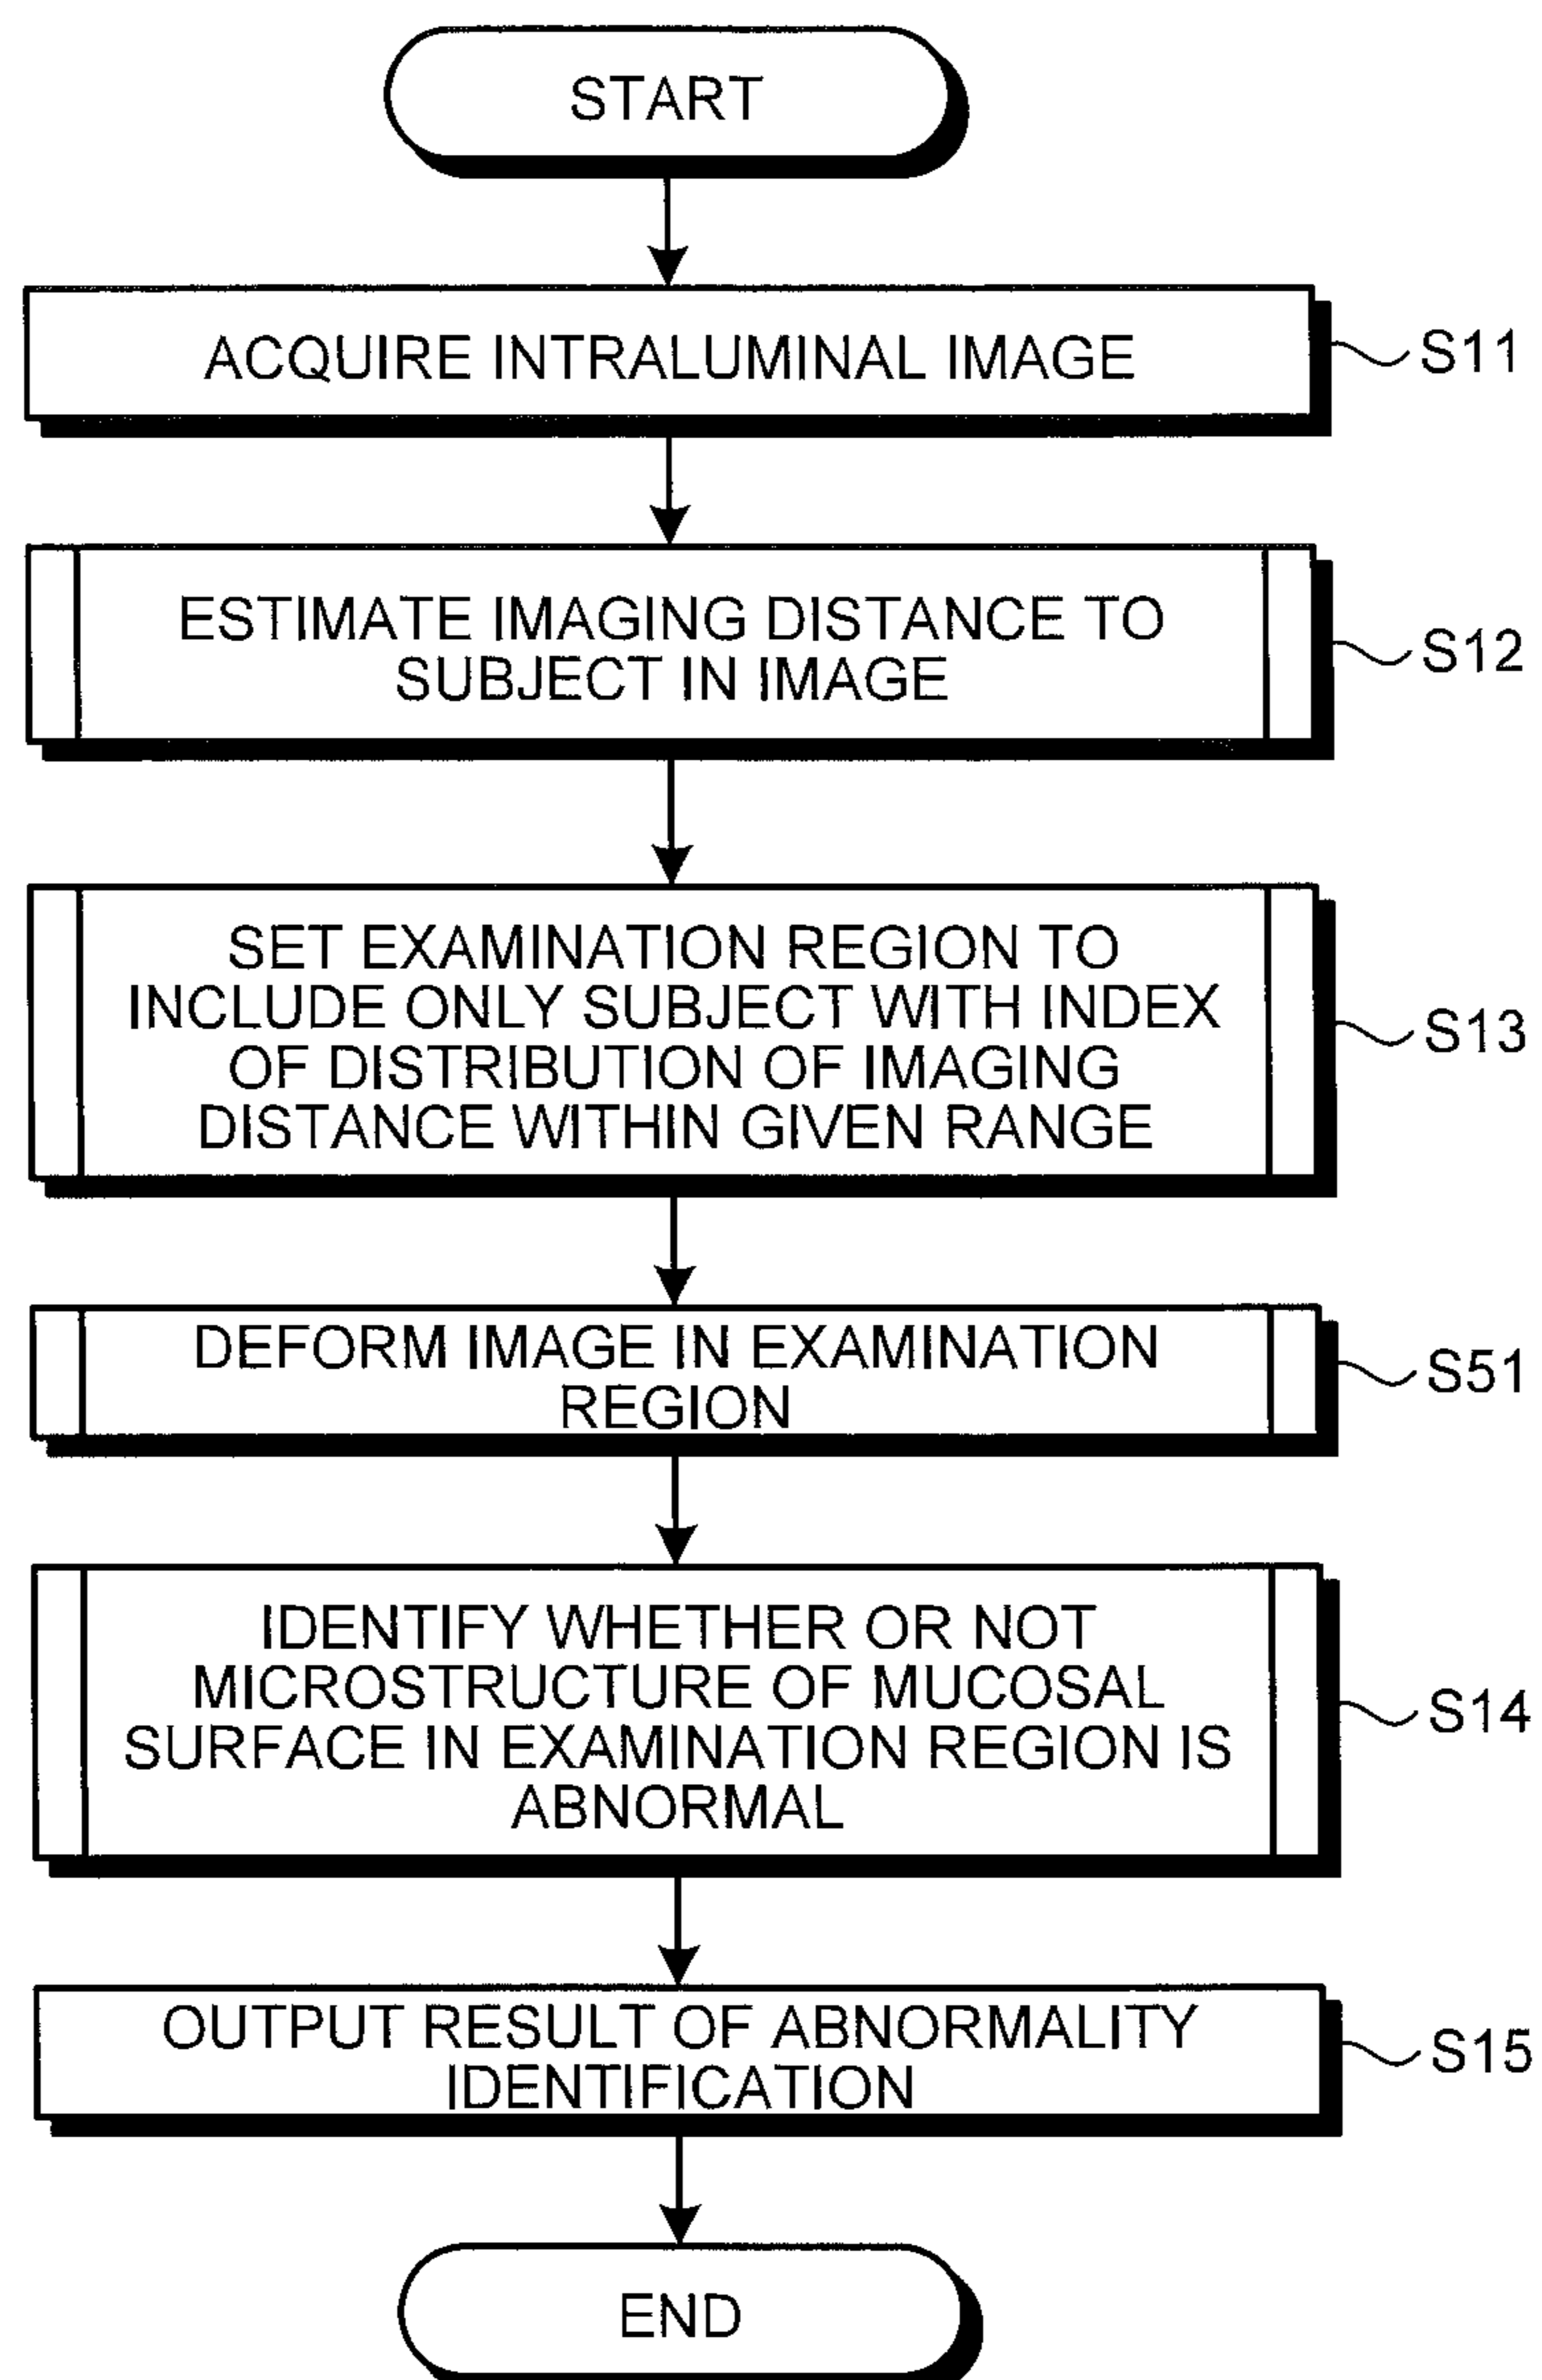 START
ACQUIRE INTRALUMINAL IMAGE
S11
ESTIMATE IMAGING DISTANCE TO
SUBJECT IN IMAGE
S12
SET EXAMINATION REGION TO
INCLUDE ONLY SUBJECT WITH INDEX
OF DISTRIBUTION OF IMAGING
DISTANCE WITHIN GIVEN RANGE
S13
DEFORM IMAGE IN EXAMINATION
REGION
S51
IDENTIFY WHETHER OR NOT
MICROSTRUCTURE OF MUCOSAL
SURFACE IN EXAMINATION REGION IS
ABNORMAL
S14
OUTPUT RESULT OF ABNORMALITY
IDENTIFICATION
S15
END